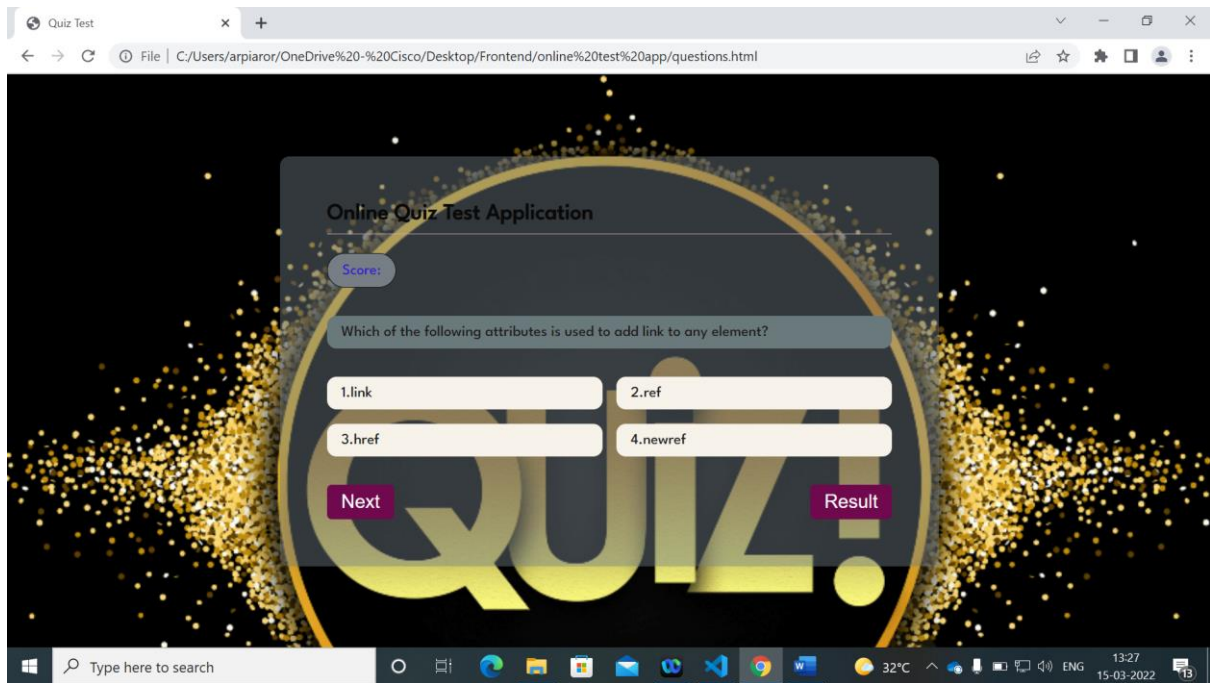 Quiz Test
File | C:/Users/arpiaror/OneDrive%20-%20Cisco/Desktop/Frontend/online%20test%20app/questions.html
Online Quiz Test Application
Score:
Which of the following attributes is used to add link to any element?
1.link
2.ref
3.href
4.newref
Next
Result
QUIZ!
Type here to search
32°C
ENG
13:27
15-03-2022
13